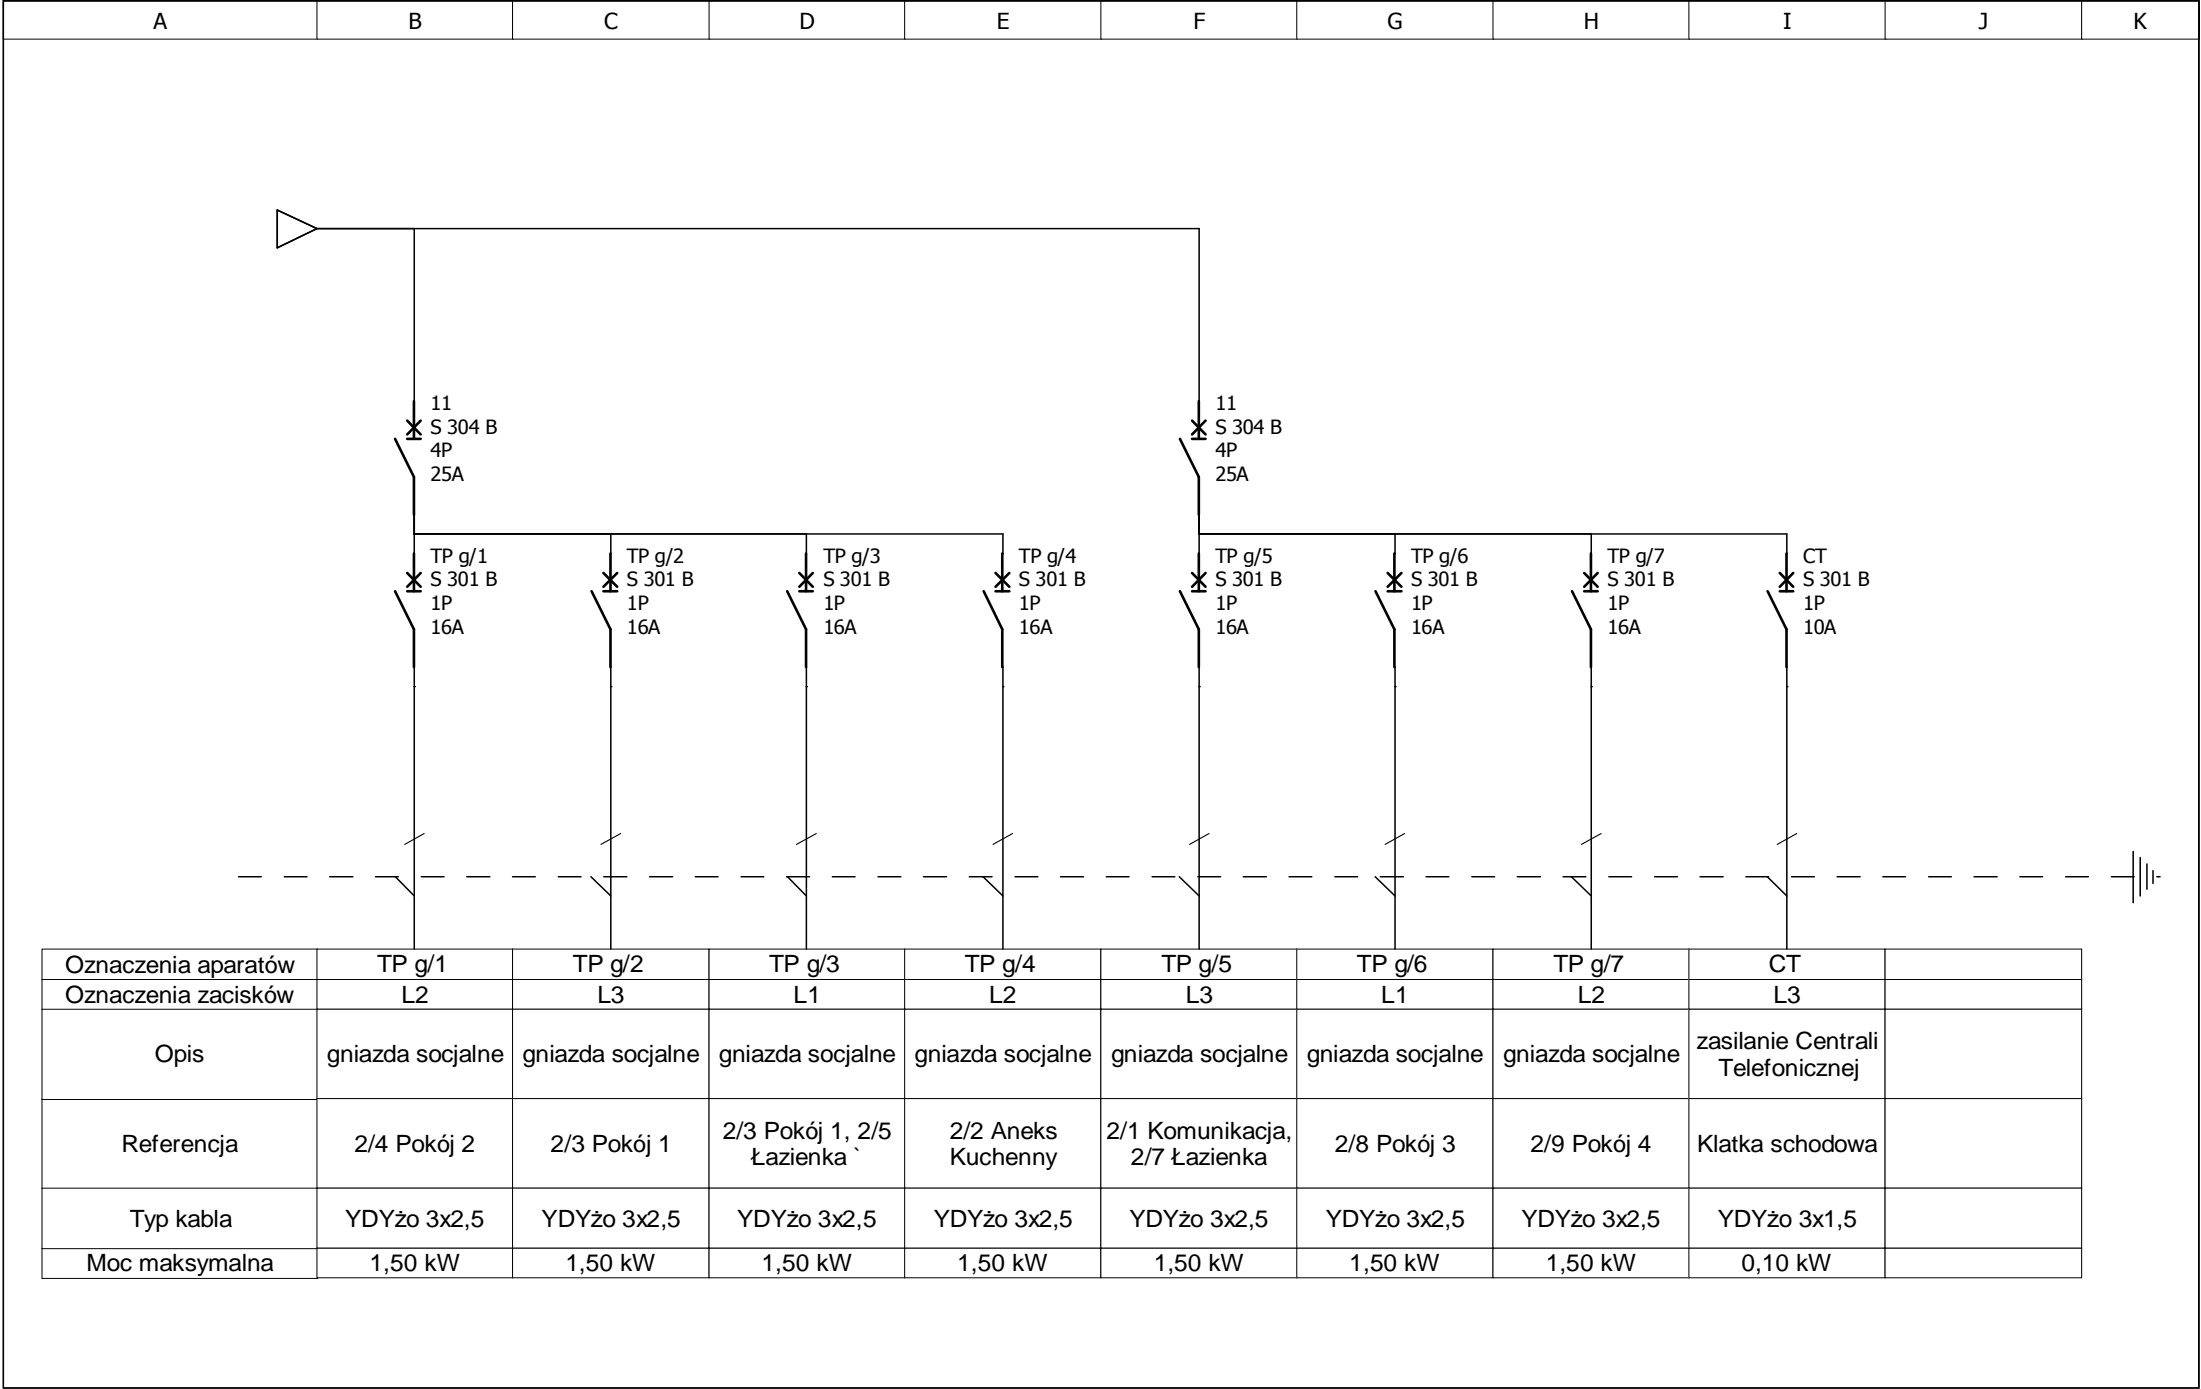 A B C D E F G H I J K
11
S 304 B
4P
25A
11
S 304 B
4P
25A
TP g/1
S 301 B
1P
16A
TP g/2
S 301 B
1P
16A
TP g/3
S 301 B
1P
16A
TP g/4
S 301 B
1P
16A
TP g/5
S 301 B
1P
16A
TP g/6
S 301 B
1P
16A
TP g/7
S 301 B
1P
16A
CT
S 301 B
1P
10A
Oznaczenia aparatów TP g/1 TP g/2 TP g/3 TP g/4 TP g/5 TP g/6 TP g/7 CT
Oznaczenia zacisków L2 L3 L1 L2 L3 L1 L2 L3
Opis gniazda socjalne gniazda socjalne gniazda socjalne gniazda socjalne gniazda socjalne gniazda socjalne gniazda socjalne zasilanie Centrali
Telefonicznej
Referencja 2/4 Pokój 2 2/3 Pokój 1 2/3 Pokój 1, 2/5
Łazienka `
2/2 Aneks
Kuchenny
2/1 Komunikacja,
2/7 Łazienka
2/8 Pokój 3 2/9 Pokój 4 Klatka schodowa
Typ kabla YDYżo 3x2,5 YDYżo 3x2,5 YDYżo 3x2,5 YDYżo 3x2,5 YDYżo 3x2,5 YDYżo 3x2,5 YDYżo 3x2,5 YDYżo 3x1,5
Moc maksymalna 1,50 kW 1,50 kW 1,50 kW 1,50 kW 1,50 kW 1,50 kW 1,50 kW 0,10 kW